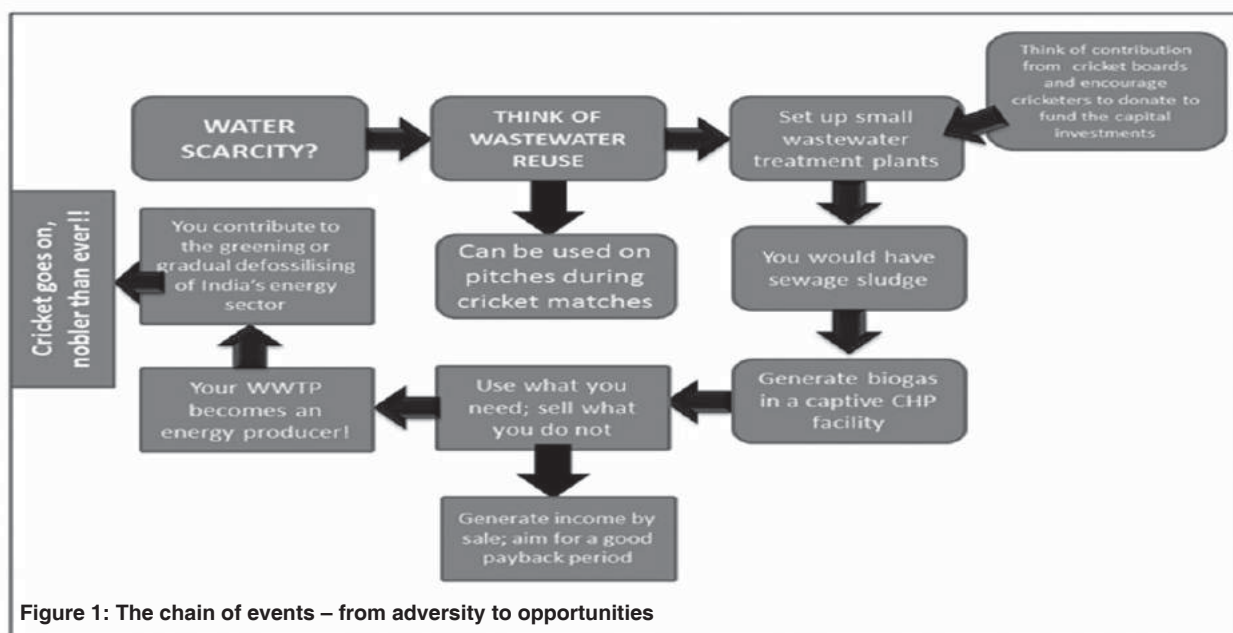 WATER
SCARCITY?
THINK OF
WASTEWATER
REUSE
Set up small
wastewater
treatment plants
Think of contribution
from cricket boards
and encourage
cricketers to donate to
fund the capital
investments
Can be used on
pitches during
cricket matches
You would have
sewage sludge
Generate biogas
in a captive CHP
facility
Use what you
need; sell what
you do not
Generate income by
sale; aim for a good
payback period
Your WWTP
becomes an
energy producer!
You contribute to
the greening or
gradual defossilising
of India's energy
sector
Cricket goes on,
nobler than ever!!
Figure 1: The chain of events – from adversity to opportunities